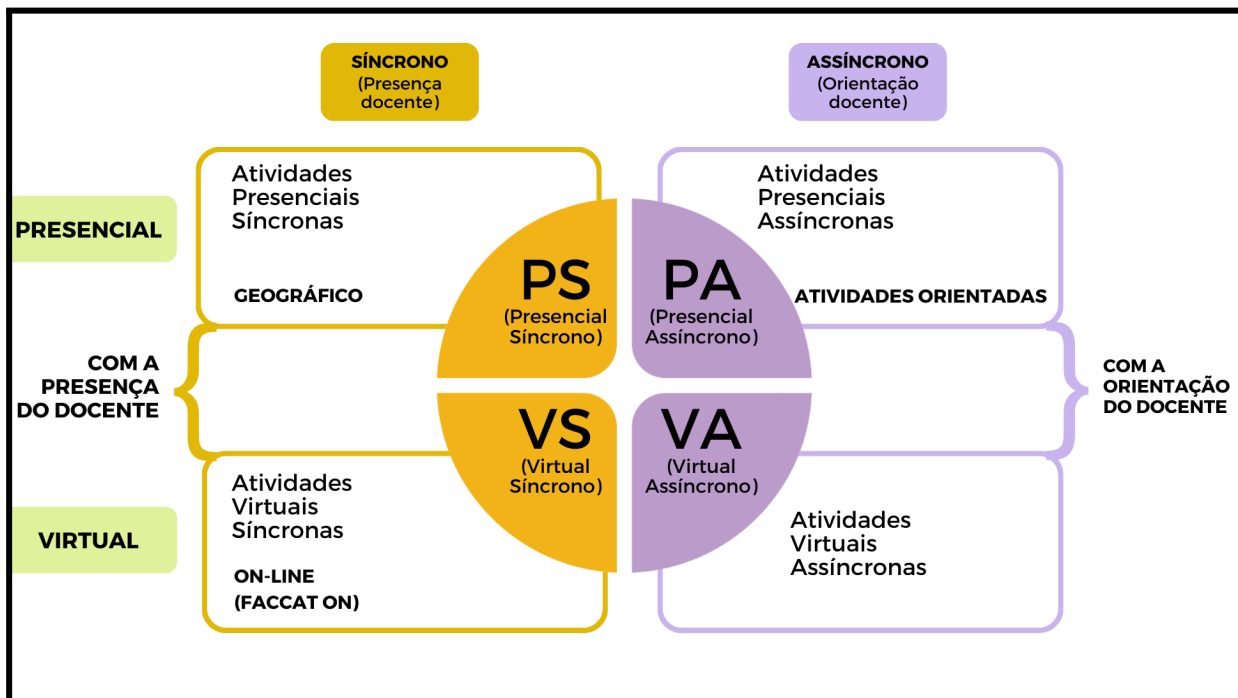 SÍNCRONO
(Presença
docente)
ASSÍNCRONO
(Orientação
docente)
PRESENCIAL
Atividades
Presenciais
Síncronas
GEOGRÁFICO
PS
(Presencial
Síncrono)
PA
(Presencial
Assíncrono)
Atividades
Presenciais
Assíncronas
ATIVIDADES ORIENTADAS
COM A
PRESENÇA
DO DOCENTE
COM A
ORIENTAÇÃO
DO DOCENTE
VIRTUAL
Atividades
Virtuais
Síncronas
ON-LINE
(FACCAT ON)
VS
(Virtual
Síncrono)
VA
(Virtual
Assíncrono)
Atividades
Virtuais
Assíncronas